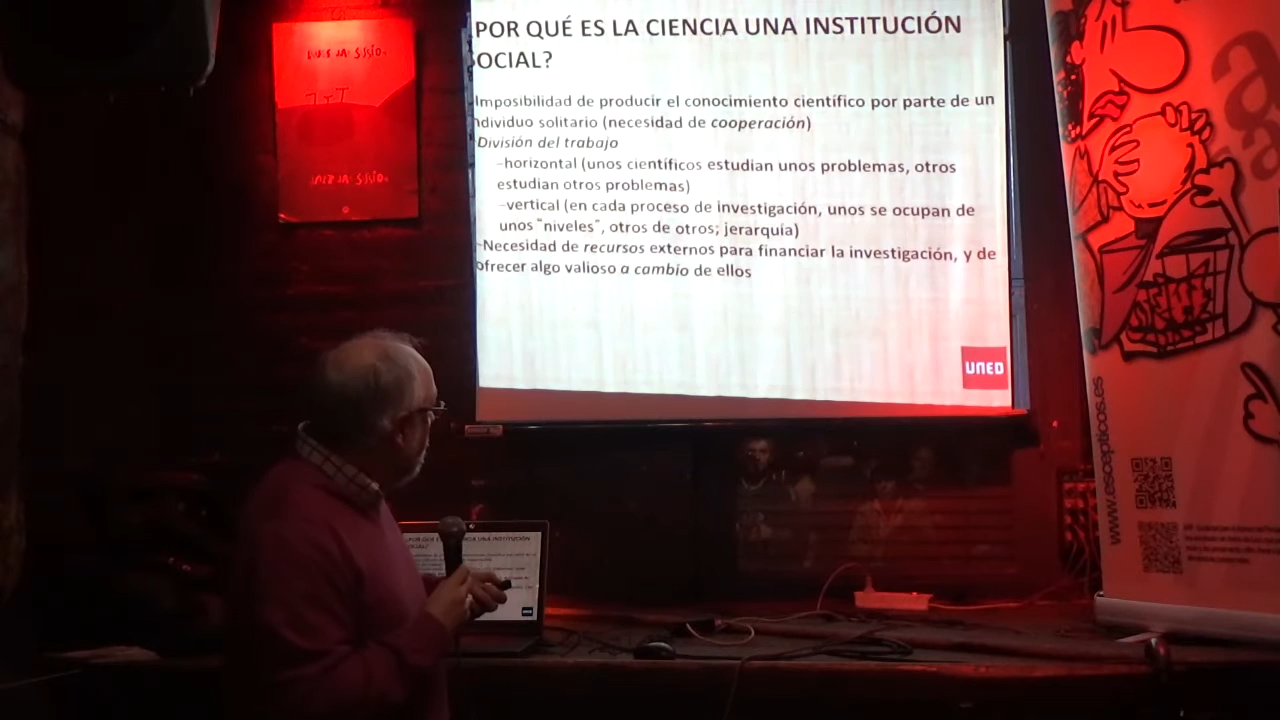 POR QUÉ ES LA CIENCIA UNA INSTITUCIÓN
OCIAL?
Imposibilidad de producir el conocimiento científico por parte de un
ndividuo solitario (necesidad de cooperación)
División del trabajo
–horizontal (unos científicos estudian unos problemas, otros
estudian otros problemas)
–vertical (en cada proceso de investigación, unos se ocupan de
unos "niveles", otros de otros; jerarquía)
-Necesidad de recursos externos para financiar la investigación, y de
ofrecer algo valioso a cambio de ellos
UNED
www.escepticos.es